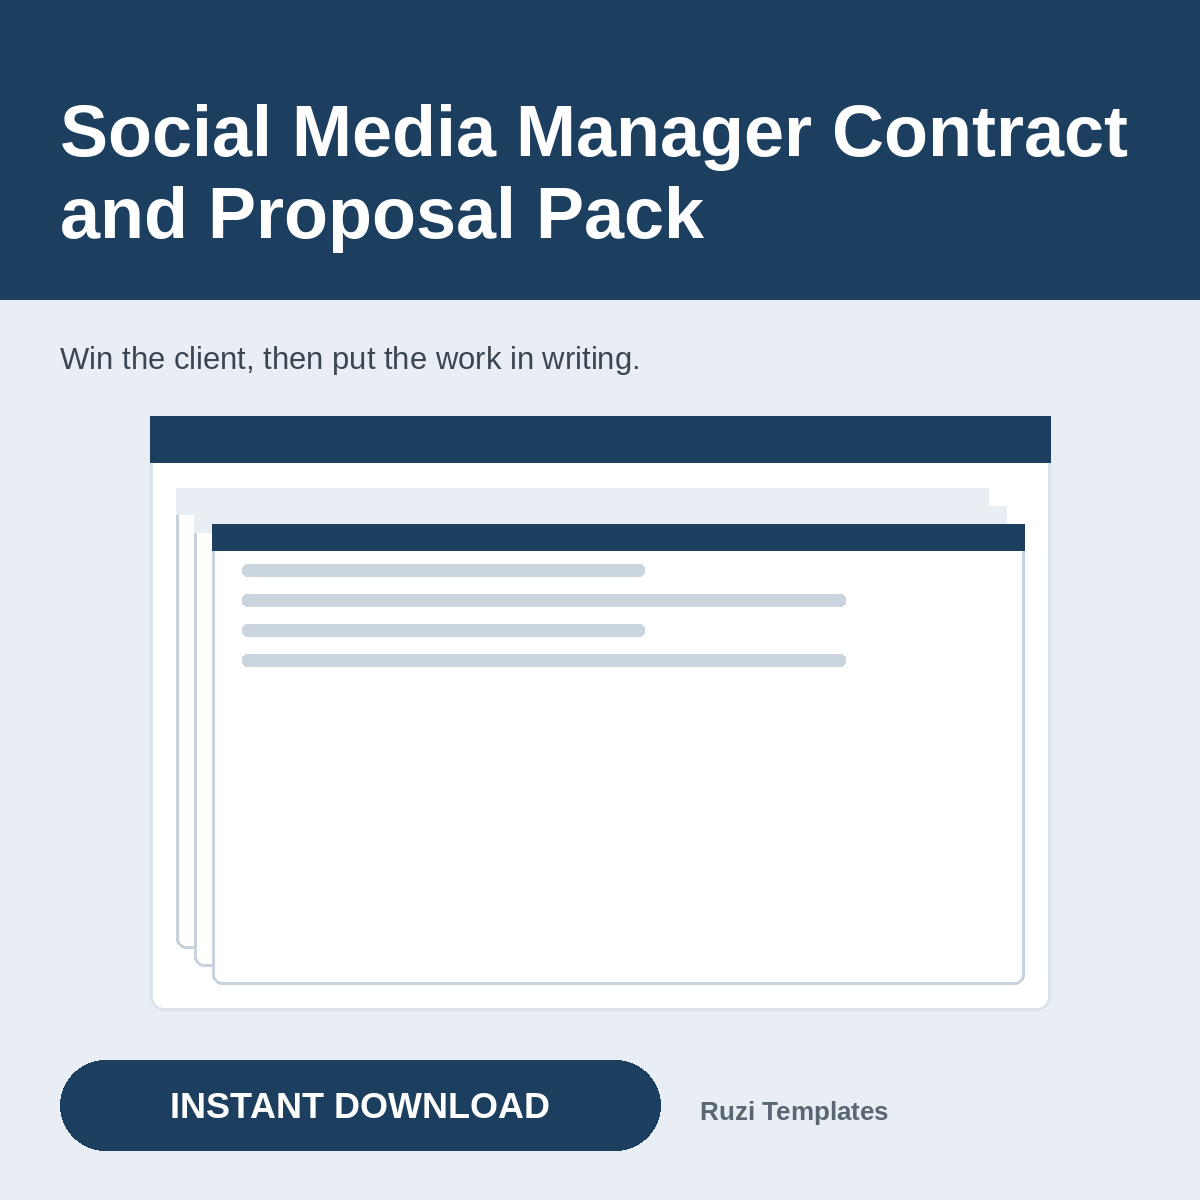 Social Media Manager Contract
and Proposal Pack
Win the client, then put the work in writing.
INSTANT DOWNLOAD
Ruzi Templates